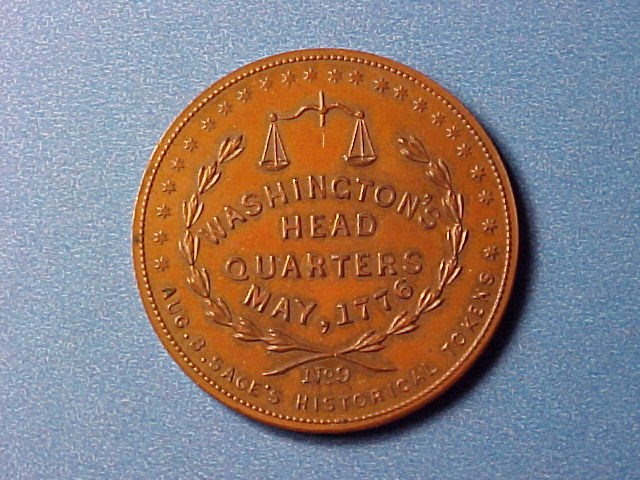 WASHINGTON'S
HEAD
QUARTERS
MAY, 1776
No 9
AUG. B. SAGE'S HISTORICAL TOKENS